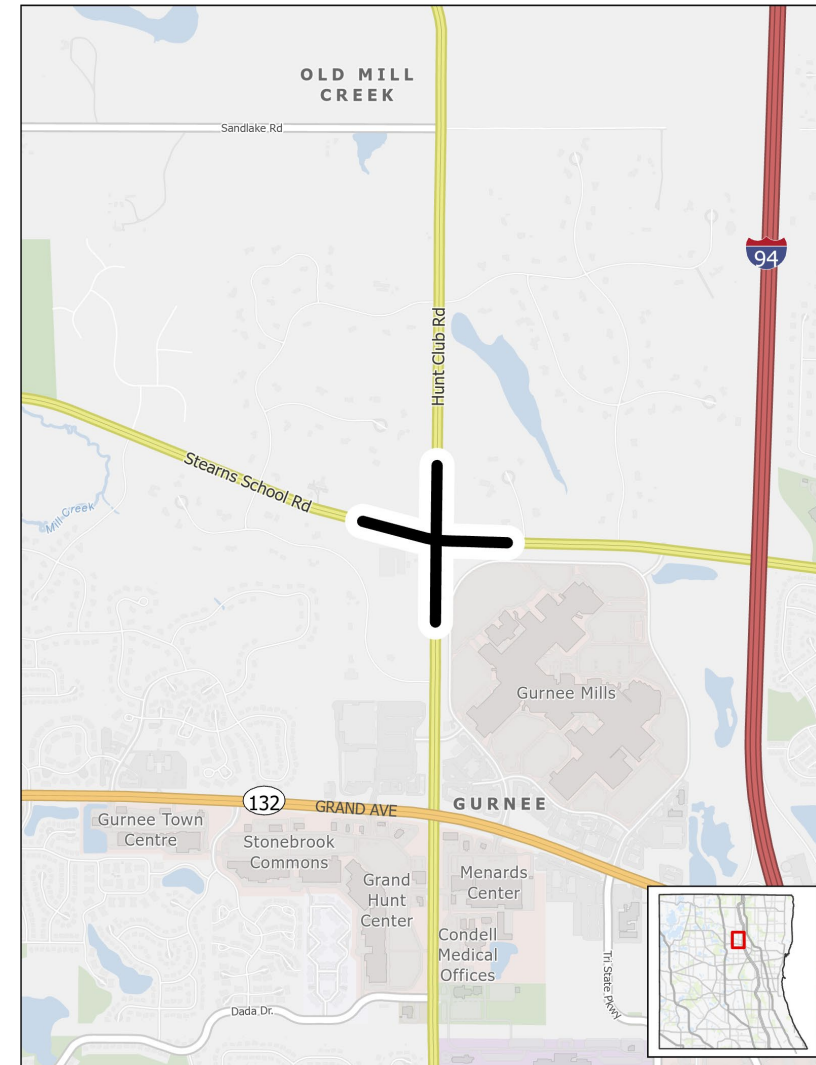 OLD MILL
CREEK
Sandlake Rd
94
Hunt Club Rd
Stearns School Rd
Mill Creek
Gurnee Mills
132
GRAND AVE
GURNEE
Gurnee Town
Centre
Stonebrook
Commons
Menards
Center
Grand
Hunt
Center
Condell
Medical
Offices
Tri State Pkwy
Dada Dr.